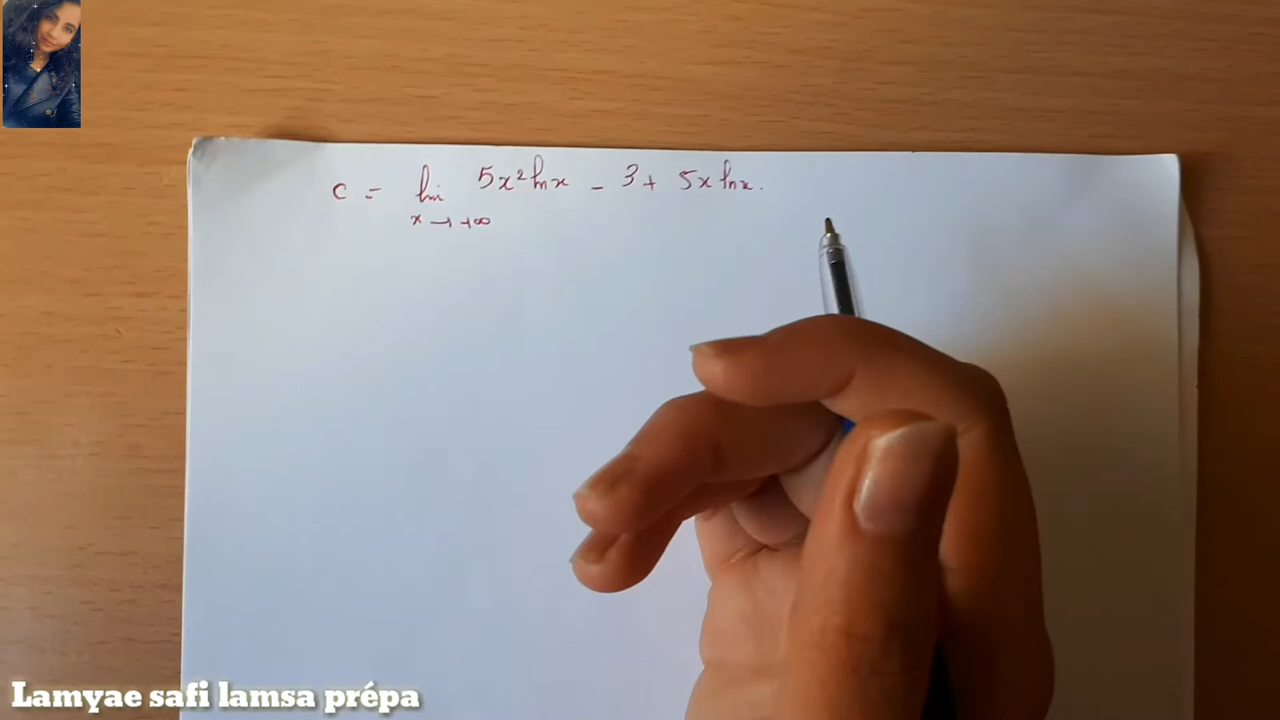 C = lim 5x²lnx - 3 + 5x lnx.
x → +∞
Lamyae safi lamsa prépa